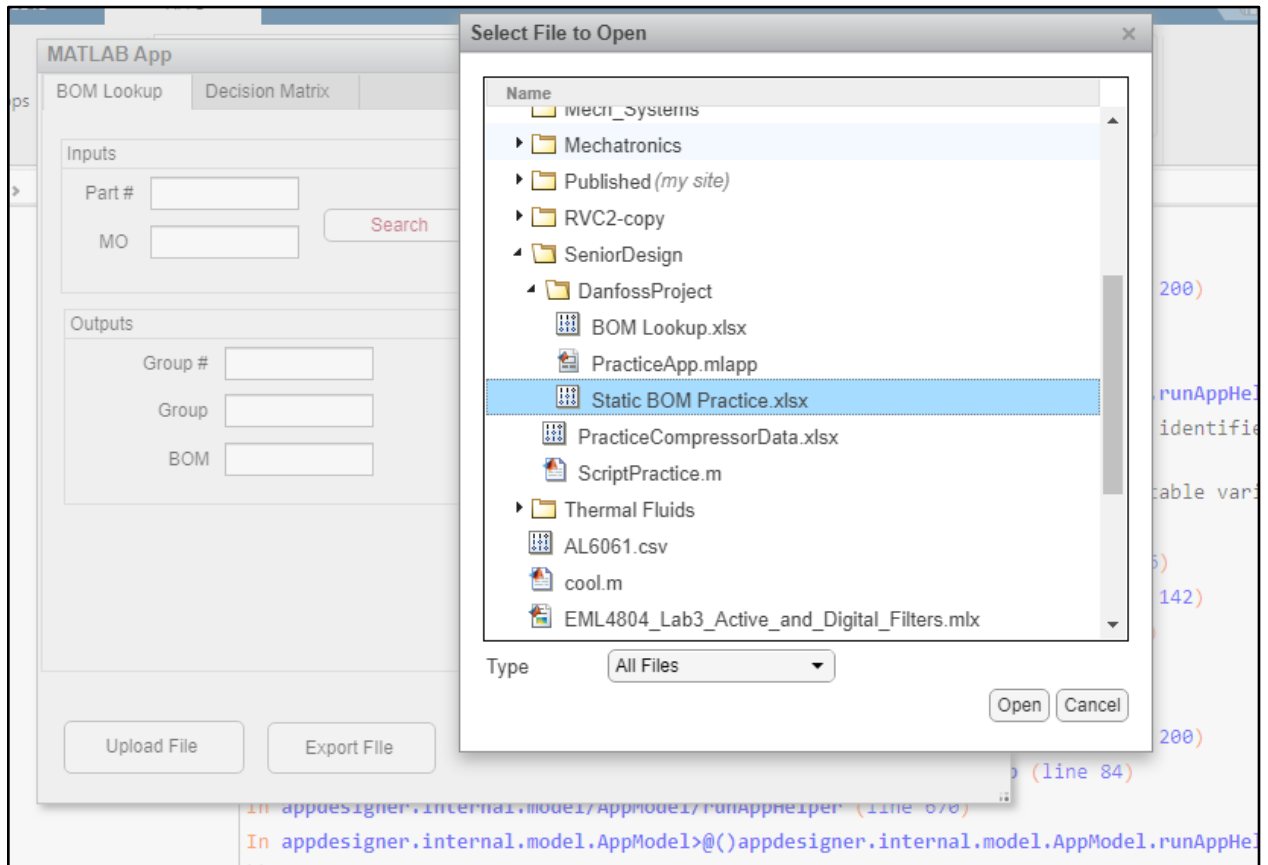 Select File to Open
MATLAB App
BOM Lookup
Decision Matrix
Inputs
Part #
MO
Search
Outputs
Group #
Group
BOM
Upload File
Export FIle
Name
Mech_Systems
Mechatronics
Published (my site)
RVC2-copy
SeniorDesign
DanfossProject
BOM Lookup.xlsx
PracticeApp.mlapp
Static BOM Practice.xlsx
PracticeCompressorData.xlsx
ScriptPractice.m
Thermal Fluids
AL6061.csv
cool.m
EML4804_Lab3_Active_and_Digital_Filters.mlx
Type
All Files
Open
Cancel
ps
200)
.runAppHel
identifie
table vari
142)
200)
(line 84)
In appdesigner.internal.model/AppModel/runAppHelper (line 670)
In appdesigner.internal.model.AppModel>@()appdesigner.internal.model.AppModel.runAppHel